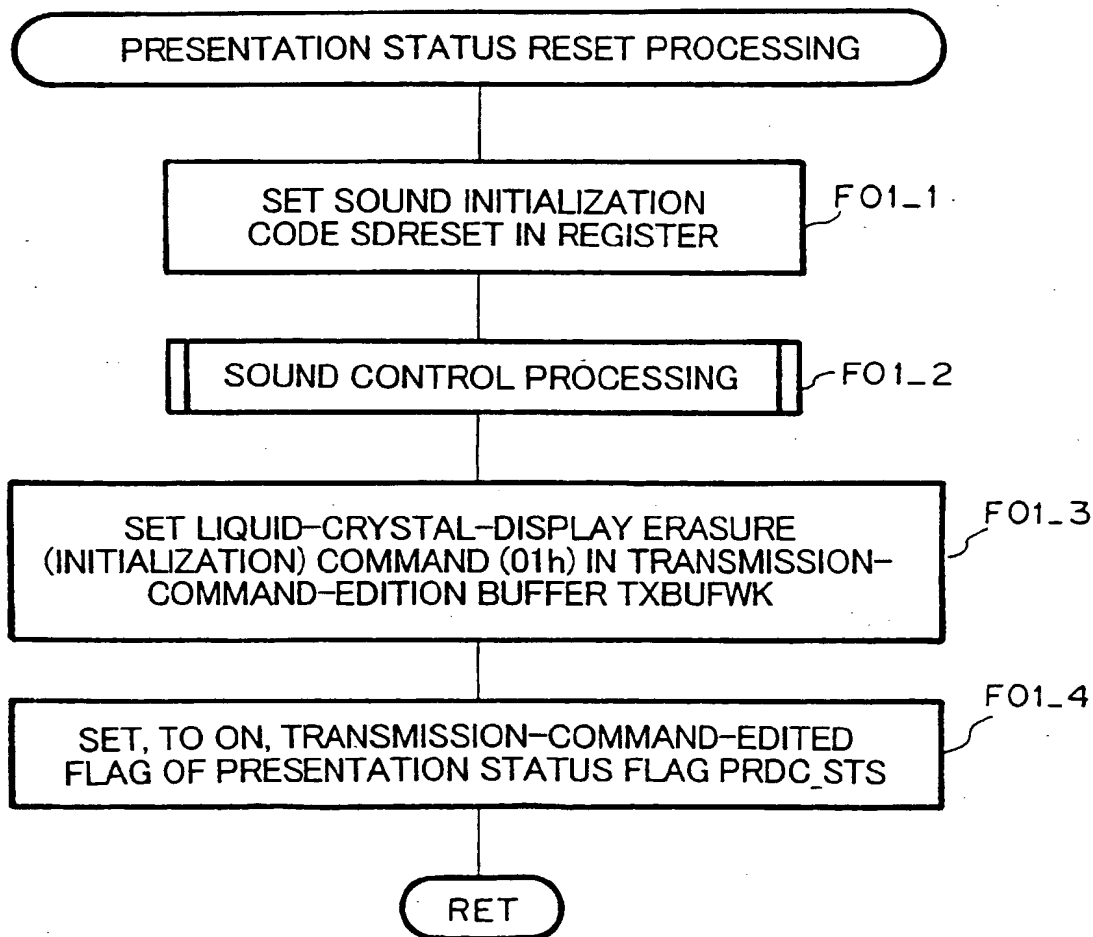 PRESENTATION STATUS RESET PROCESSING
SET SOUND INITIALIZATION
CODE SDRESET IN REGISTER
F01_1
SOUND CONTROL PROCESSING
F01_2
SET LIQUID-CRYSTAL-DISPLAY ERASURE
(INITIALIZATION) COMMAND (01h) IN TRANSMISSION-
COMMAND-EDITION BUFFER TXBUFWK
F01_3
SET, TO ON, TRANSMISSION-COMMAND-EDITED
FLAG OF PRESENTATION STATUS FLAG PRDC_STS
F01_4
RET